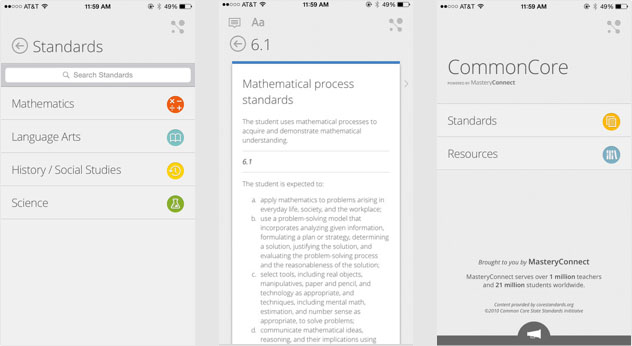 AT&T 11:59 AM 49%
Standards
Search Standards
Mathematics
Language Arts
History / Social Studies
Science
AT&T 11:59 AM 49%
Aa
6.1
Mathematical process
standards
The student uses mathematical processes to
acquire and demonstrate mathematical
understanding.
6.1
The student is expected to:
a. apply mathematics to problems arising in
everyday life, society, and the workplace;
b. use a problem-solving model that
incorporates analyzing given information,
formulating a plan or strategy, determining
a solution, justifying the solution, and
evaluating the problem-solving process
and the reasonableness of the solution;
c. select tools, including real objects,
manipulatives, paper and pencil, and
technology as appropriate, and
techniques, including mental math,
estimation, and number sense as
appropriate, to solve problems;
d. communicate mathematical ideas,
reasoning, and their implications using
AT&T 11:59 AM 49%
CommonCore
POWERED BY MasteryConnect
Standards
Resources
Brought to you by MasteryConnect
MasteryConnect serves over 1 million teachers
and 21 million students worldwide.
Content provided by corestandards.org
©2010 Common Core State Standards Initiative